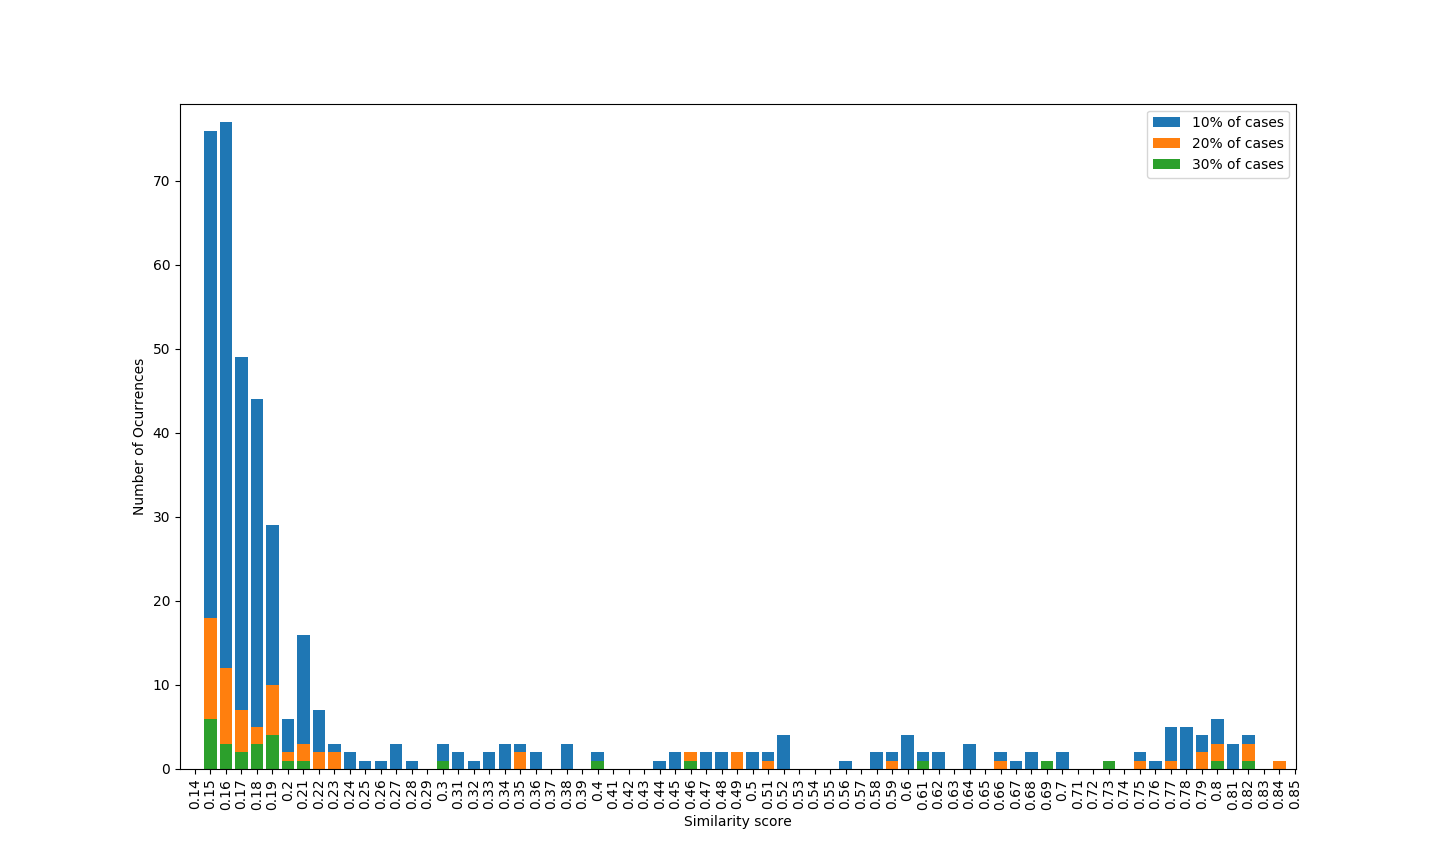 10% of cases
20% of cases
30% of cases
70
60
50
40
30
20
10
0
Number of Ocurrences
0.14 0.15 0.16 0.17 0.18 0.19 0.2 0.21 0.22 0.23 0.24 0.25 0.26 0.27 0.28 0.29 0.3 0.31 0.32 0.33 0.34 0.35 0.36 0.37 0.38 0.39 0.4 0.41 0.42 0.43 0.44 0.45 0.46 0.47 0.48 0.49 0.5 0.51 0.52 0.53 0.54 0.55 0.56 0.57 0.58 0.59 0.6 0.61 0.62 0.63 0.64 0.65 0.66 0.67 0.68 0.69 0.7 0.71 0.72 0.73 0.74 0.75 0.76 0.77 0.78 0.79 0.8 0.81 0.82 0.83 0.84 0.85
Similarity score